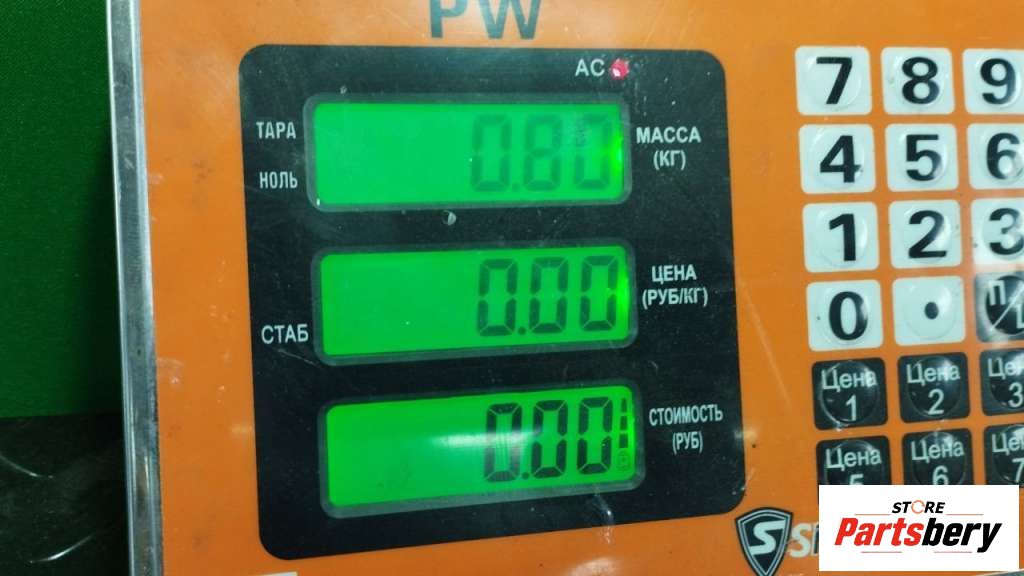 PW
AC
ТАРА
НОЛЬ
0.80
МАССА
(КГ)
СТАБ
0.00
ЦЕНА
(РУБ/КГ)
0.00
СТОИМОСТЬ
(РУБ)
7 8 9
4 5 6
1 2 3
0 .
Цена 1
Цена 2
3
Цена 5
Цена 6
7
S
STORE
Partsbery